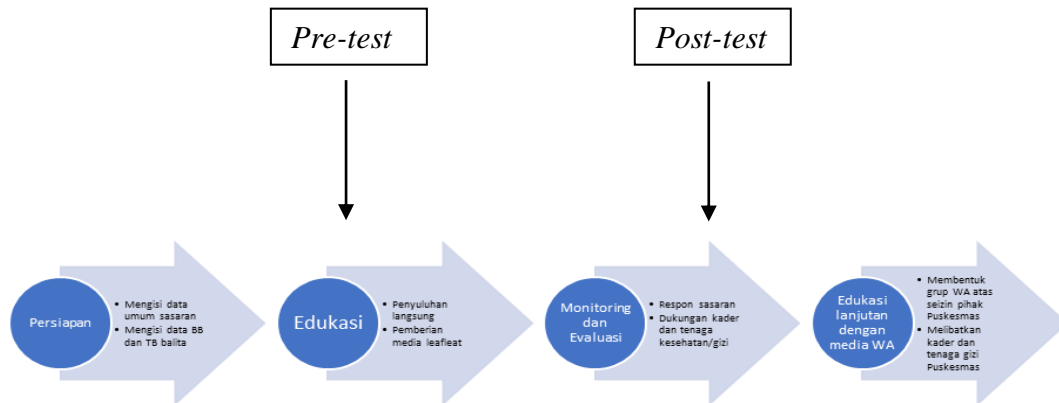 Pre-test
Post-test
Persiapan
• Mengisi data
umum sasaran
• Mengisi data BB
dan TB balita
Edukasi
• Penyuluhan
langsung
• Pemberian
media leafleat
Monitoring
dan
Evaluasi
• Respon sasaran
• Dukungan kader
dan tenaga
kesehatan/gizi
Edukasi
lanjutan
dengan
media WA
• Membentuk
grup WA atas
seizin pihak
Puskesmas
• Melibatkan
kader dan
tenaga gizi
Puskesmas